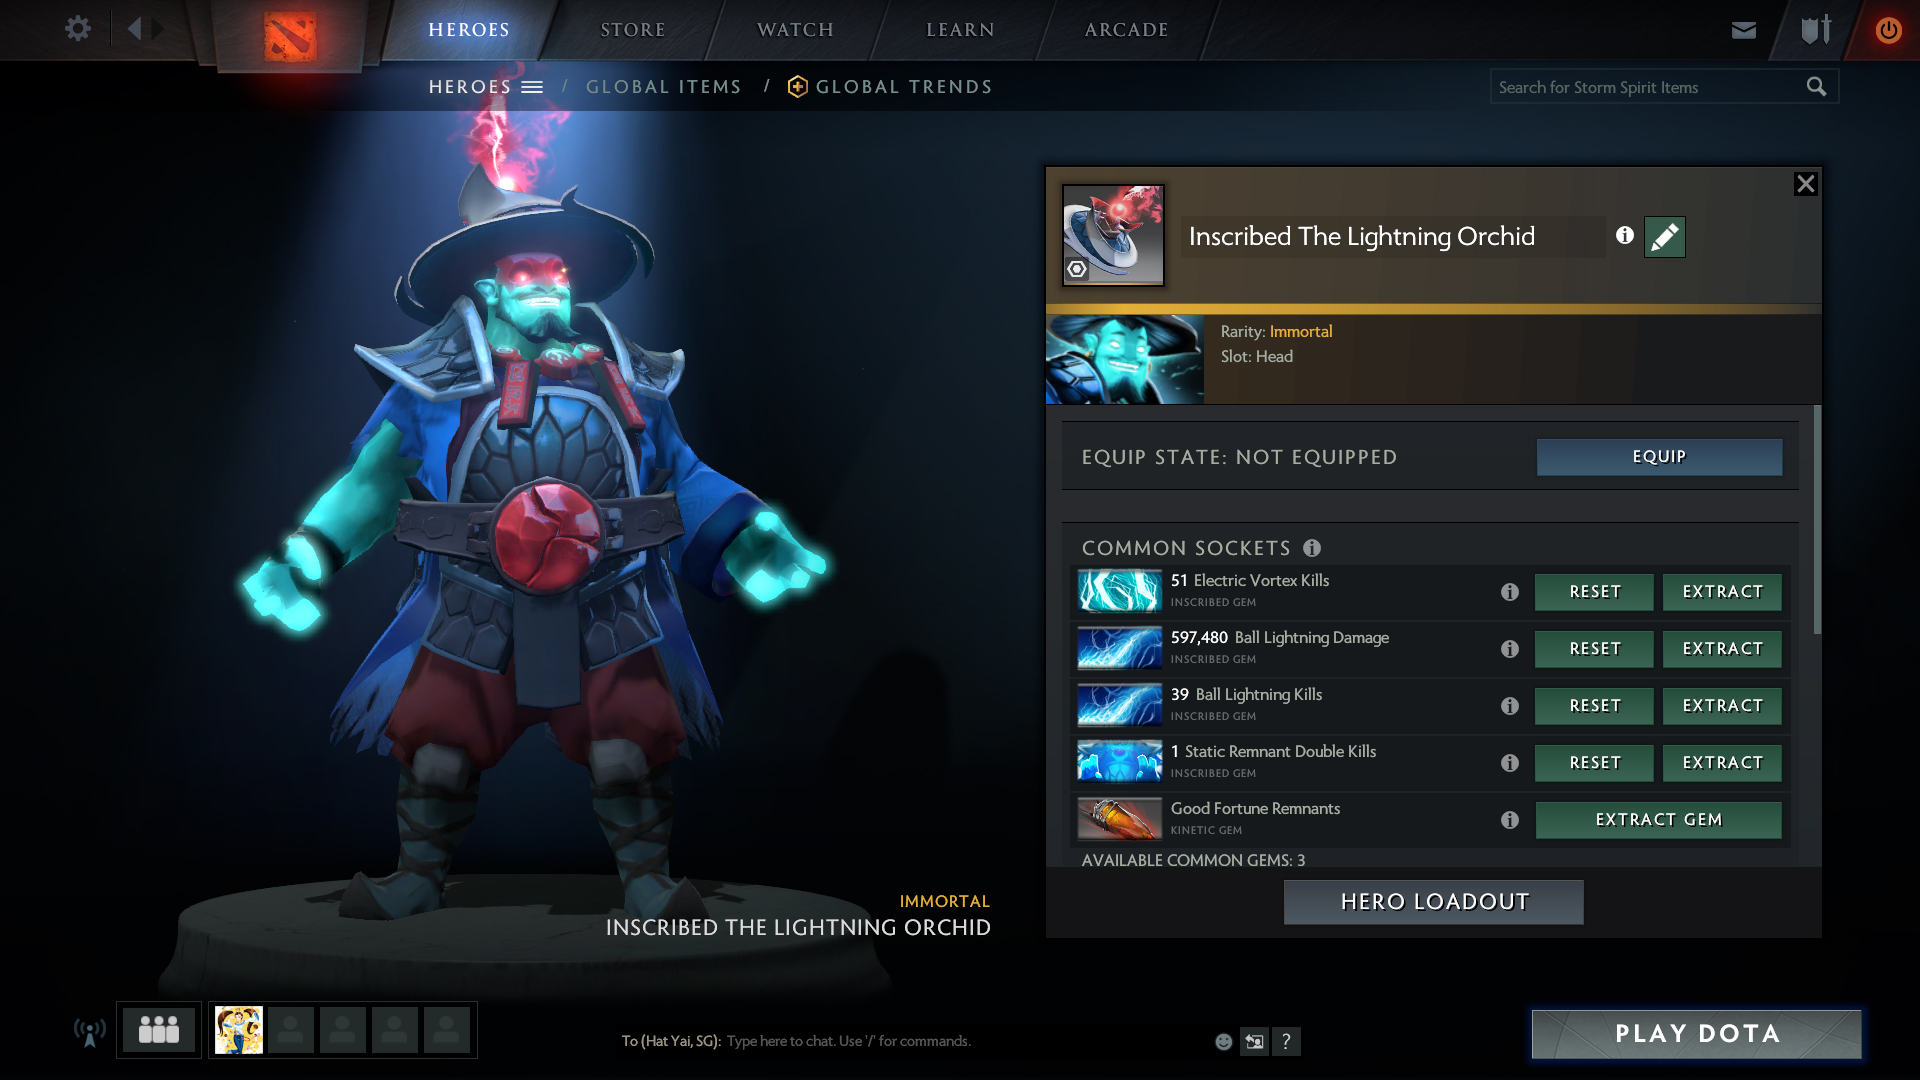 HEROES
STORE
WATCH
LEARN
ARCADE
HEROES / GLOBAL ITEMS / GLOBAL TRENDS
Search for Storm Spirit Items
Inscribed The Lightning Orchid
Rarity: Immortal
Slot: Head
EQUIP STATE: NOT EQUIPPED
EQUIP
COMMON SOCKETS
51 Electric Vortex Kills
INSCRIBED GEM
RESET
EXTRACT
597,480 Ball Lightning Damage
INSCRIBED GEM
RESET
EXTRACT
39 Ball Lightning Kills
INSCRIBED GEM
RESET
EXTRACT
1 Static Remnant Double Kills
INSCRIBED GEM
RESET
EXTRACT
Good Fortune Remnants
KINETIC GEM
EXTRACT GEM
AVAILABLE COMMON GEMS: 3
HERO LOADOUT
IMMORTAL
INSCRIBED THE LIGHTNING ORCHID
To (Hat Yai, SG): Type here to chat. Use '/' for commands.
?
PLAY DOTA